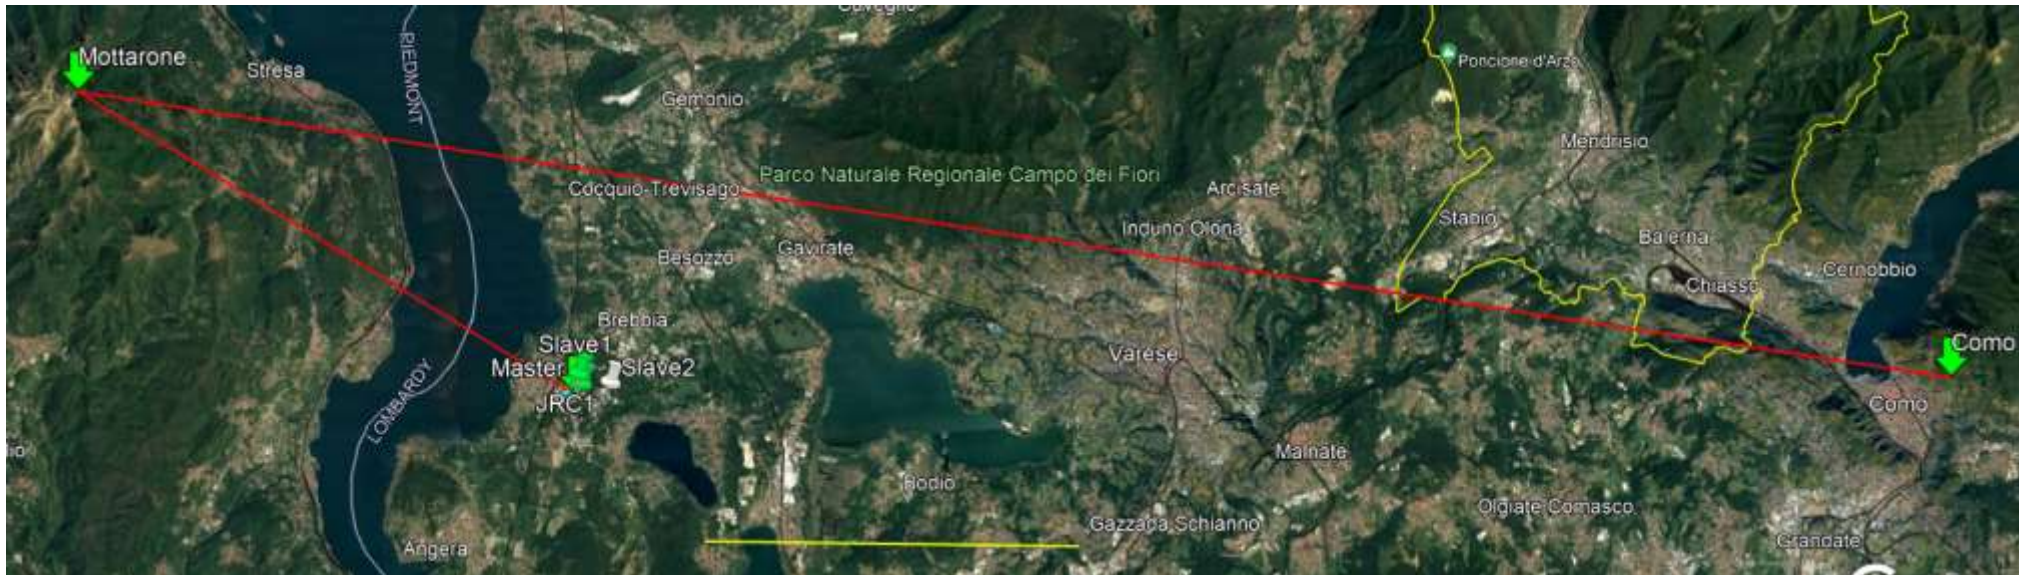 Mottarone
Stresa
PIEDMONT
LOMBARDY
Gemonio
Cocquio-Trevisago
Parco Naturale Regionale Campo dei Fiori
Besozzo
Gavirate
Brebbia
Slave1
Master
Slave2
JRC1
Angera
Arcisate
Induno Olona
Varese
Malnate
Gazzada Schianno
Poncione d'Arzo
Mendrisio
Stabio
Balerna
Chiasso
Cernobbio
Como
Como
Olgiate Comasco
Grandate